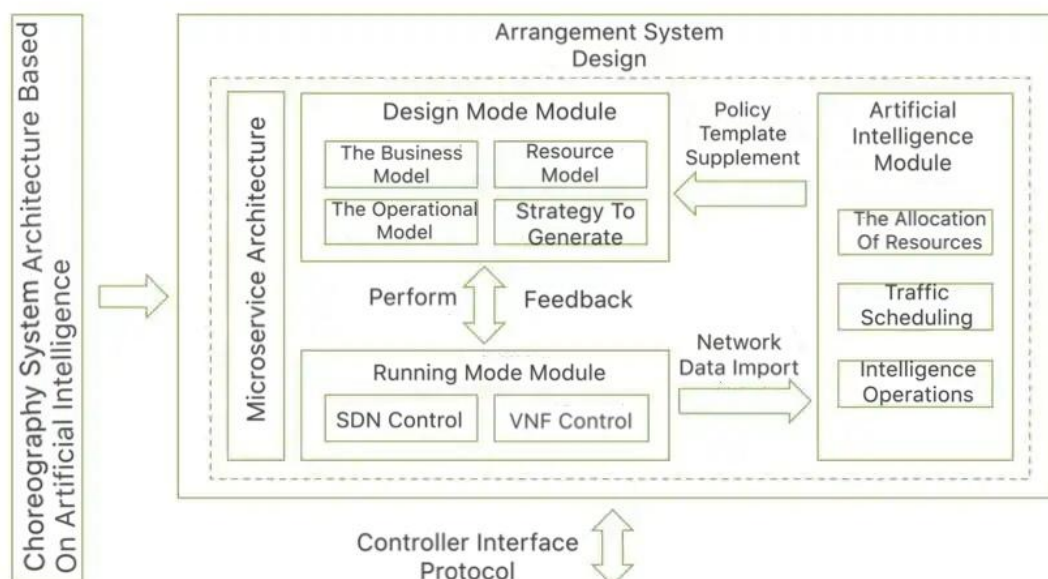 Choreography System Architecture Based
On Artificial Intelligence
Arrangement System
Design
Microservice Architecture
Design Mode Module
The Business
Model
Resource
Model
The Operational
Model
Strategy To
Generate
Policy
Template
Supplement
Artificial
Intelligence
Module
The Allocation
Of Resources
Traffic
Scheduling
Intelligence
Operations
Perform
Feedback
Running Mode Module
SDN Control
VNF Control
Network
Data Import
Controller Interface
Protocol